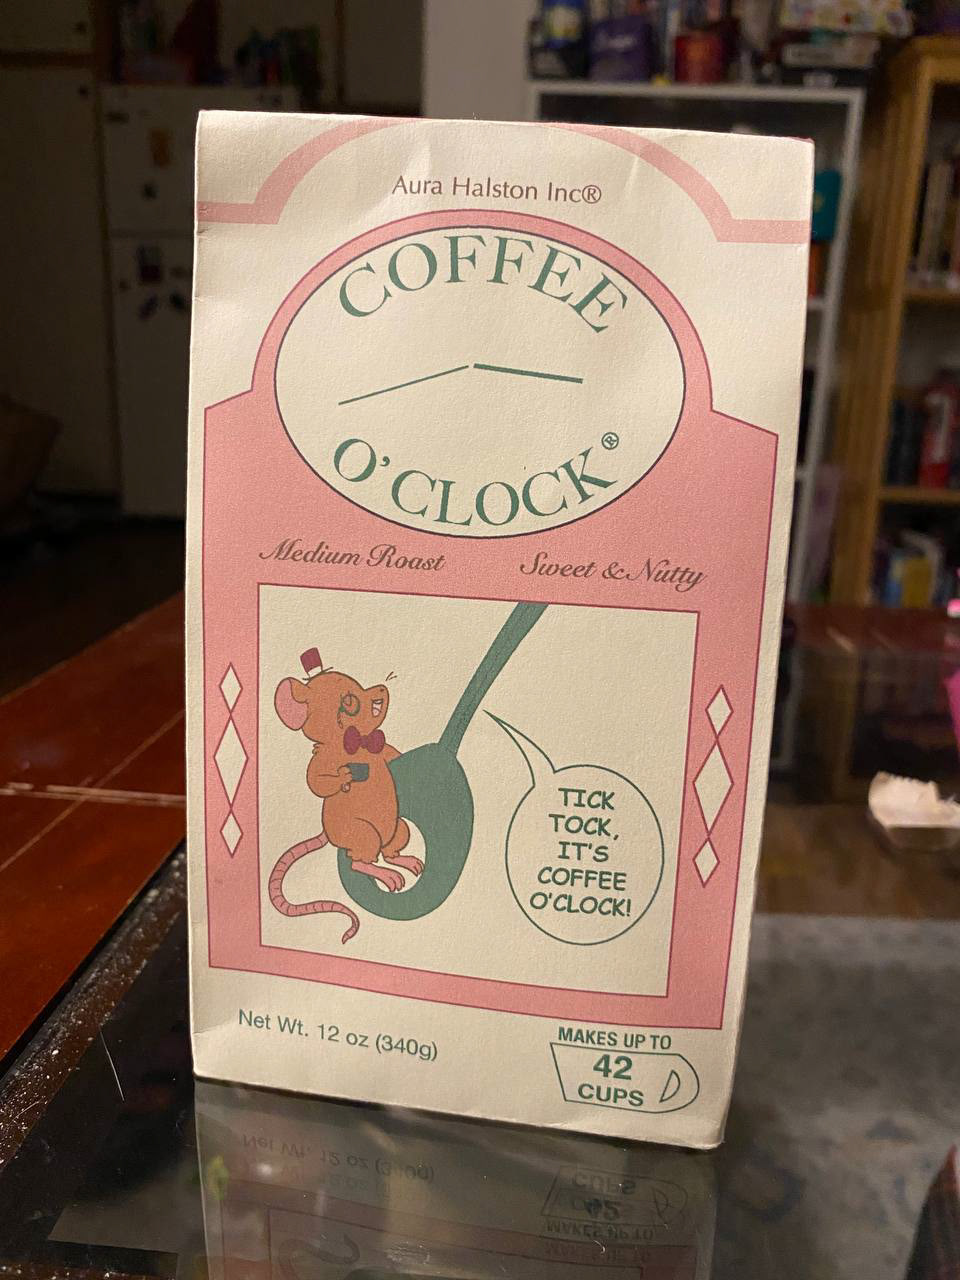 Aura Halston Inc®
COFFEE
O'CLOCK®
Medium Roast Sweet & Nutty
TICK
TOCK,
IT'S
COFFEE
O'CLOCK!
Net Wt. 12 oz (340g)
MAKES UP TO
42
CUPS